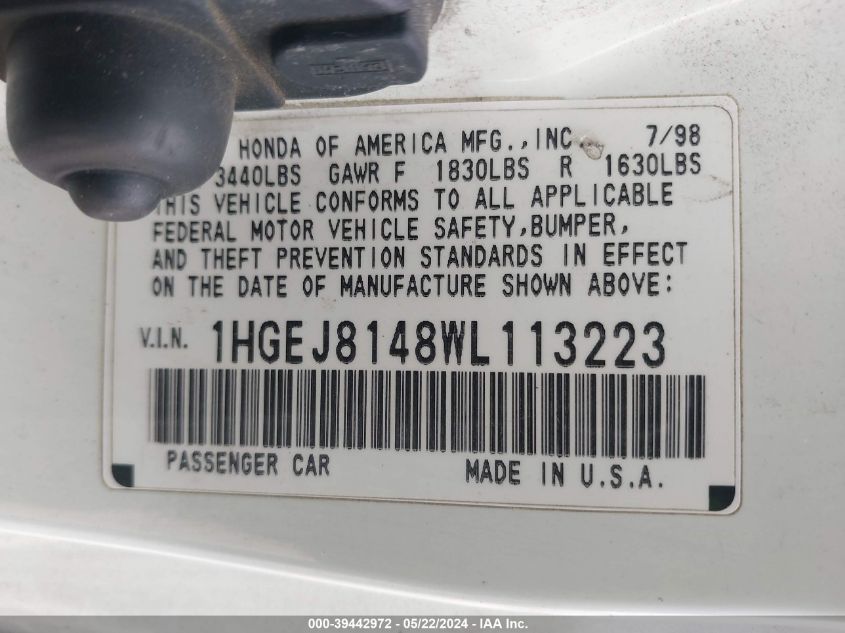 HONDA OF AMERICA MFG.,INC. 7/98
3440LBS GAWR F 1830LBS R 1630LBS
THIS VEHICLE CONFORMS TO ALL APPLICABLE
FEDERAL MOTOR VEHICLE SAFETY,BUMPER,
AND THEFT PREVENTION STANDARDS IN EFFECT
ON THE DATE OF MANUFACTURE SHOWN ABOVE:
V.I.N. 1HGEJ8148WL113223
PASSENGER CAR MADE IN U.S.A.
000-39442972 - 05/22/2024 - IAA Inc.